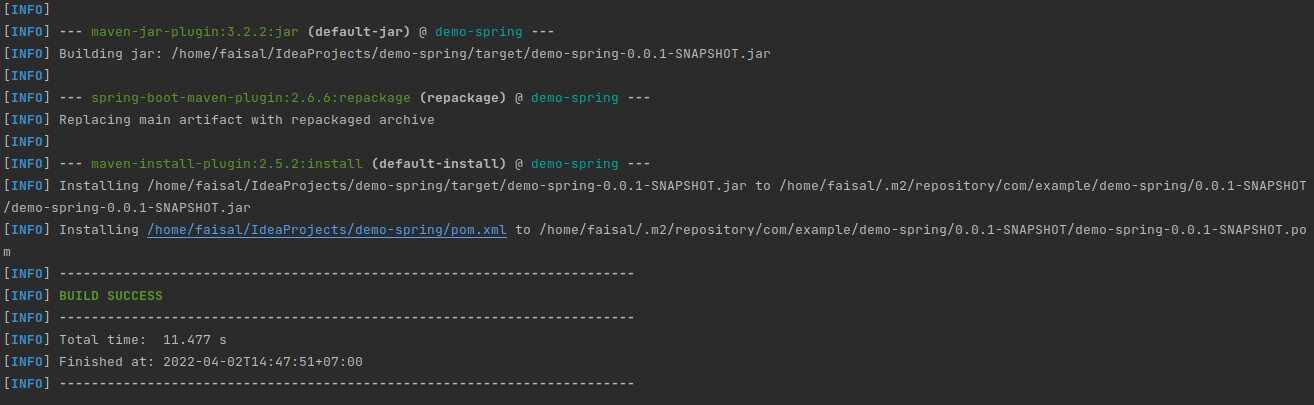 [INFO]
[INFO] --- maven-jar-plugin:3.2.2:jar (default-jar) @ demo-spring ---
[INFO] Building jar: /home/faisal/IdeaProjects/demo-spring/target/demo-spring-0.0.1-SNAPSHOT.jar
[INFO]
[INFO] --- spring-boot-maven-plugin:2.6.6:repackage (repackage) @ demo-spring ---
[INFO] Replacing main artifact with repackaged archive
[INFO]
[INFO] --- maven-install-plugin:2.5.2:install (default-install) @ demo-spring ---
[INFO] Installing /home/faisal/IdeaProjects/demo-spring/target/demo-spring-0.0.1-SNAPSHOT.jar to /home/faisal/.m2/repository/com/example/demo-spring/0.0.1-SNAPSHOT
/demo-spring-0.0.1-SNAPSHOT.jar
[INFO] Installing /home/faisal/IdeaProjects/demo-spring/pom.xml to /home/faisal/.m2/repository/com/example/demo-spring/0.0.1-SNAPSHOT/demo-spring-0.0.1-SNAPSHOT.po
m
[INFO] ------------------------------------------------------------------------
[INFO] BUILD SUCCESS
[INFO] ------------------------------------------------------------------------
[INFO] Total time:  11.477 s
[INFO] Finished at: 2022-04-02T14:47:51+07:00
[INFO] ------------------------------------------------------------------------